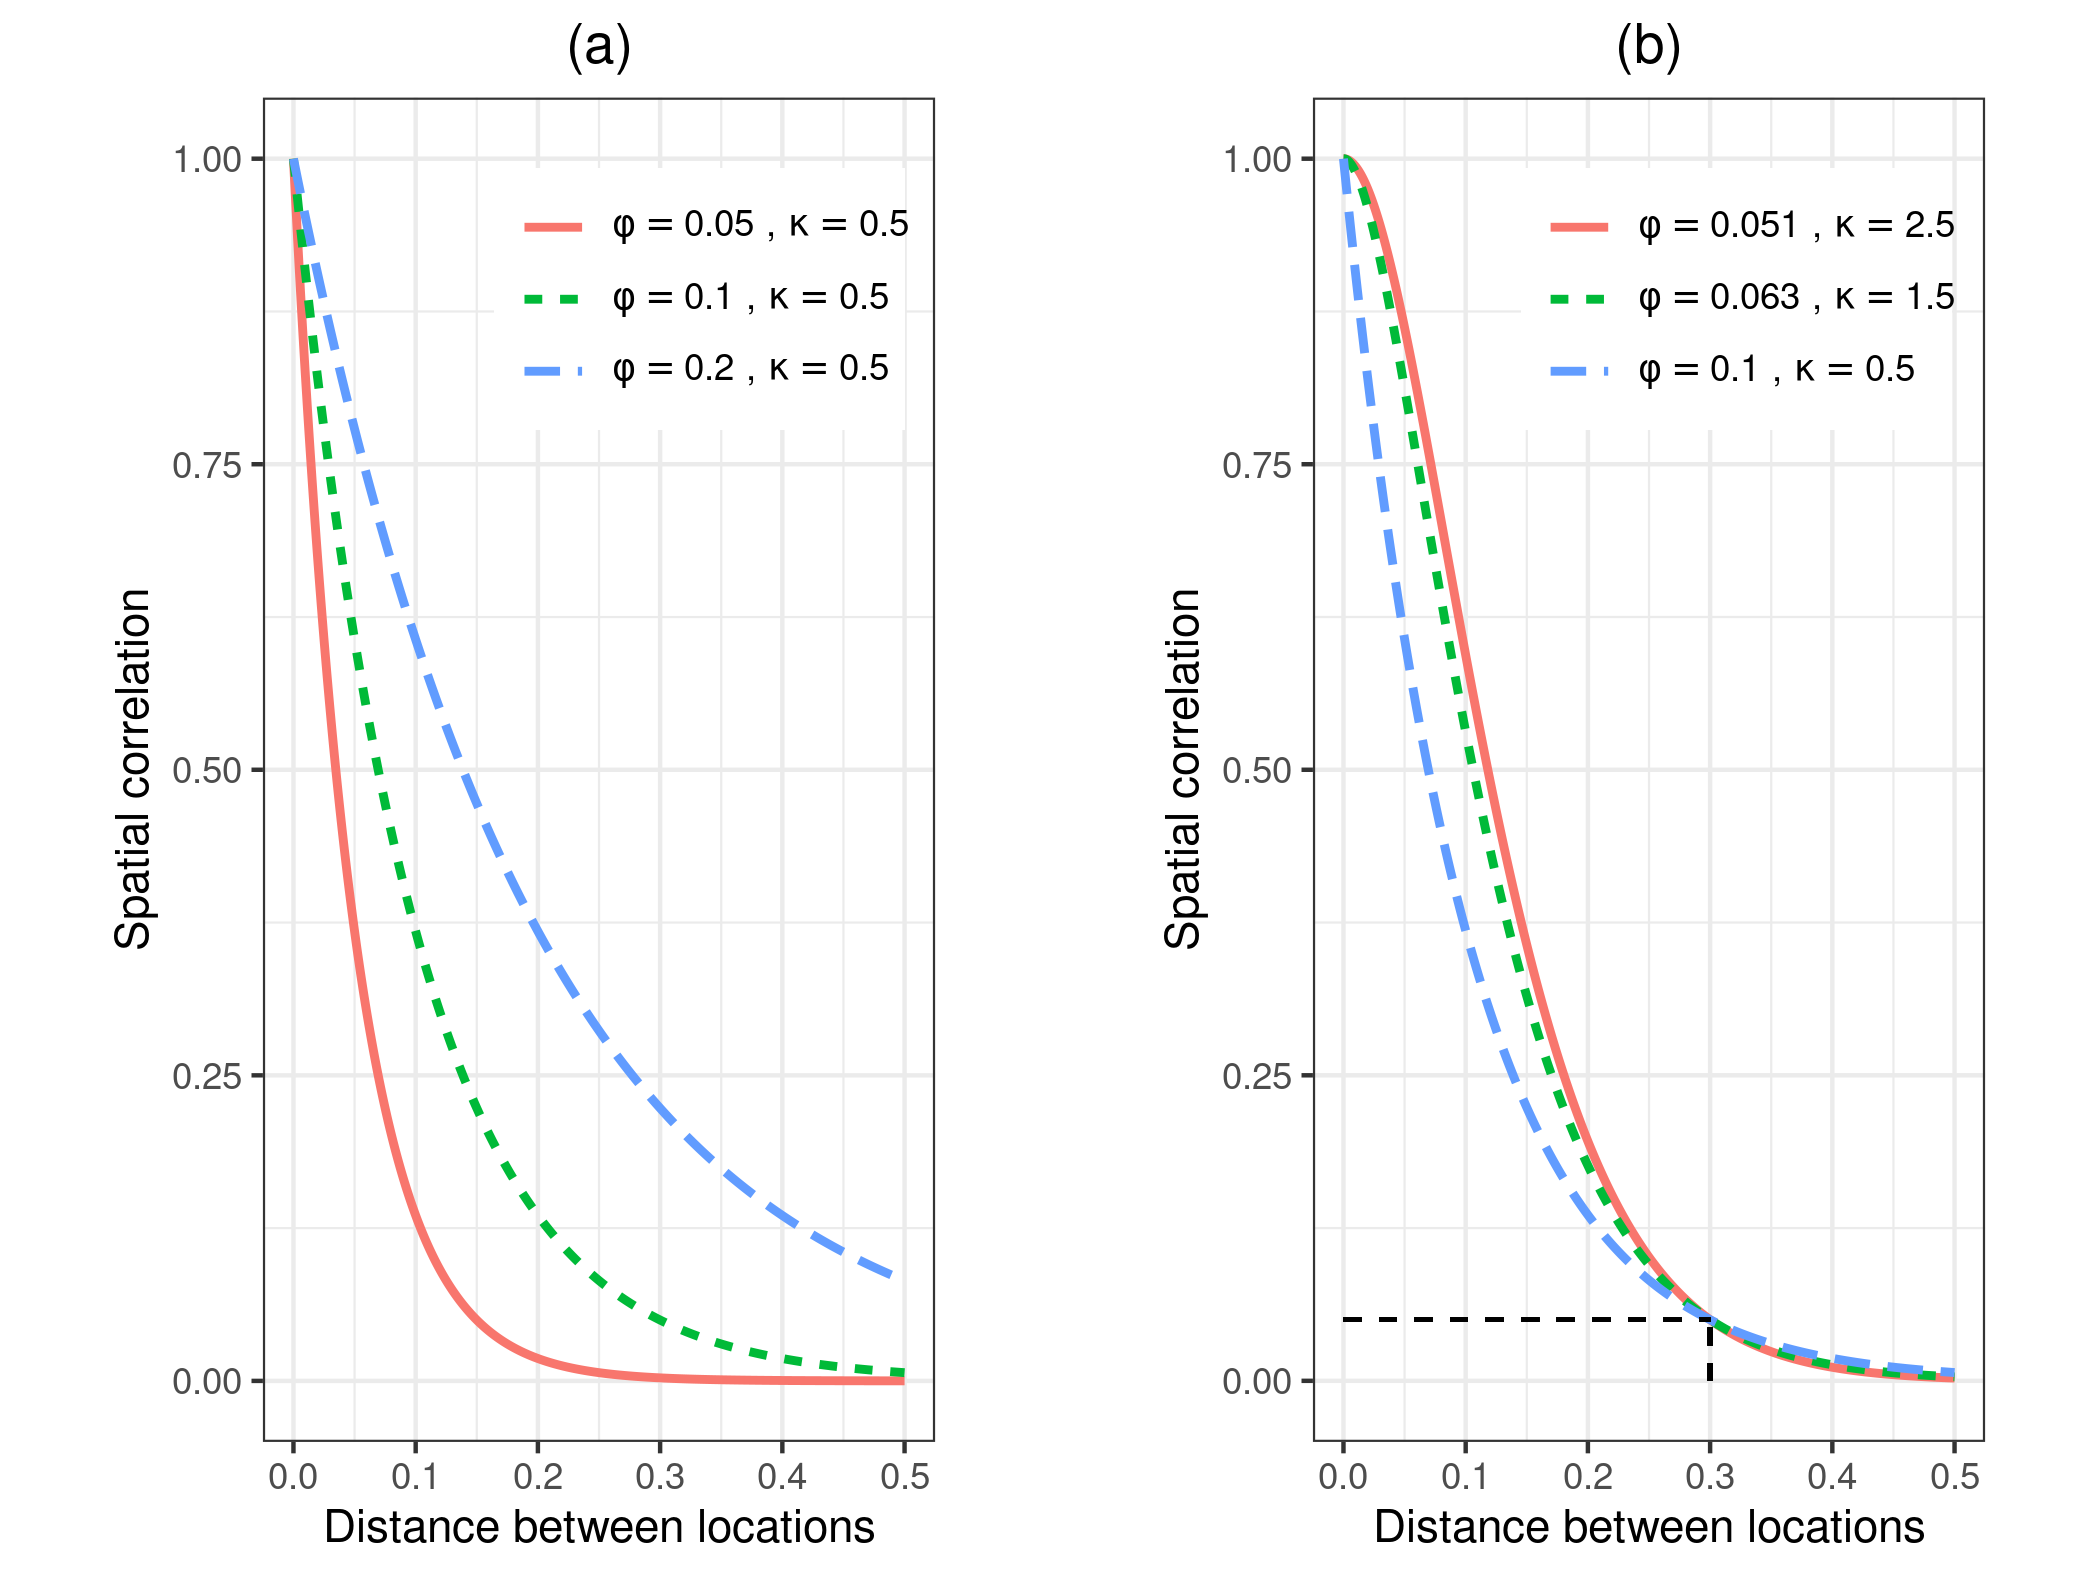 (a)
1.00
0.75
0.50
0.25
0.00
Spatial correlation
φ = 0.05 , κ = 0.5
φ = 0.1 , κ = 0.5
φ = 0.2 , κ = 0.5
0.0 0.1 0.2 0.3 0.4 0.5
Distance between locations
(b)
1.00
0.75
0.50
0.25
0.00
Spatial correlation
φ = 0.051 , κ = 2.5
φ = 0.063 , κ = 1.5
φ = 0.1 , κ = 0.5
0.0 0.1 0.2 0.3 0.4 0.5
Distance between locations